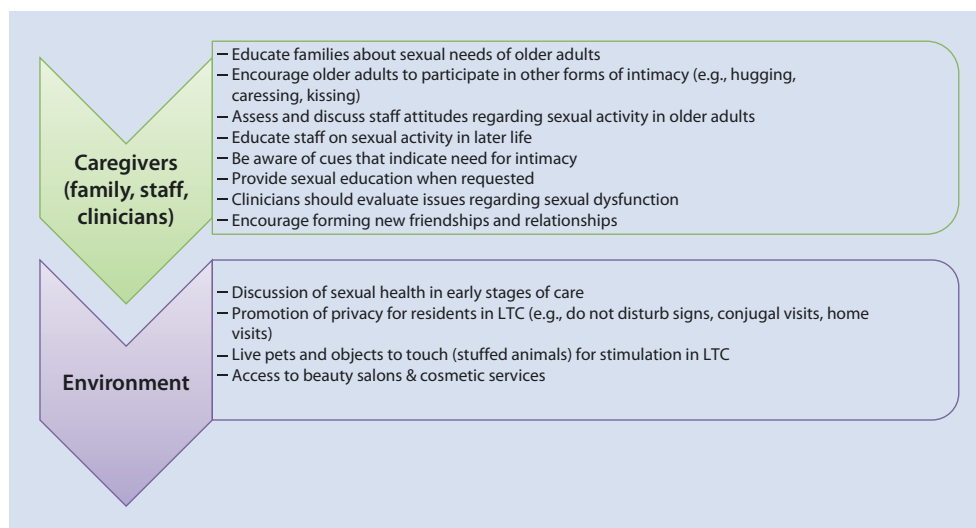 Caregivers
(family, staff,
clinicians)
– Educate families about sexual needs of older adults
– Encourage older adults to participate in other forms of intimacy (e.g., hugging,
caressing, kissing)
– Assess and discuss staff attitudes regarding sexual activity in older adults
– Educate staff on sexual activity in later life
– Be aware of cues that indicate need for intimacy
– Provide sexual education when requested
– Clinicians should evaluate issues regarding sexual dysfunction
– Encourage forming new friendships and relationships
Environment
– Discussion of sexual health in early stages of care
– Promotion of privacy for residents in LTC (e.g., do not disturb signs, conjugal visits, home
visits)
– Live pets and objects to touch (stuffed animals) for stimulation in LTC
– Access to beauty salons & cosmetic services